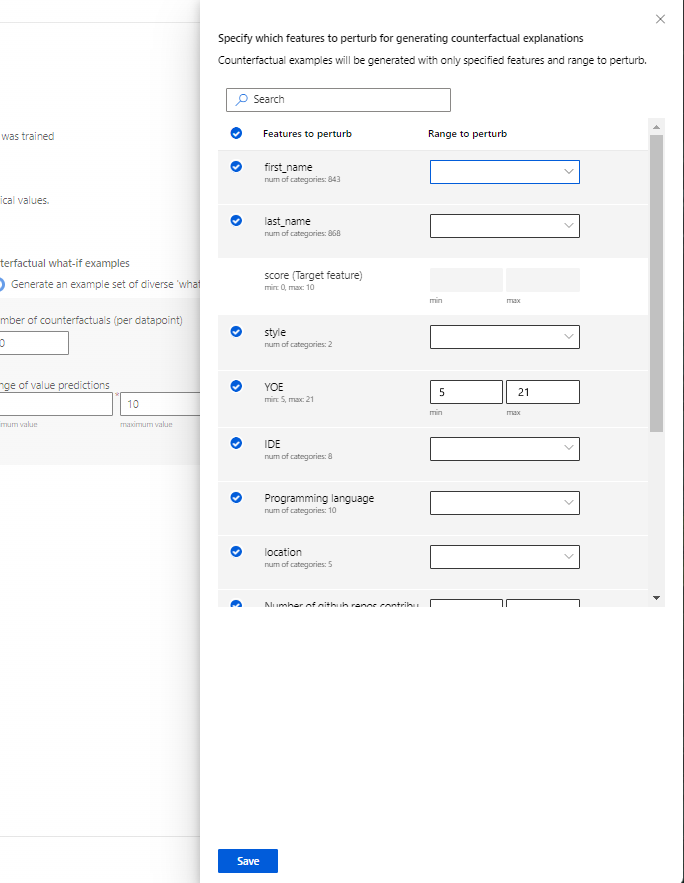 Specify which features to perturb for generating counterfactual explanations
Counterfactual examples will be generated with only specified features and range to perturb.
Search
Features to perturb Range to perturb
first_name
num of categories: 843
last_name
num of categories: 868
score (Target feature)
min: 0, max: 10
min max
style
num of categories: 2
YOE
min: 5, max: 21
5 21
min max
IDE
num of categories: 8
Programming language
num of categories: 10
location
num of categories: 5
Number of github repos contribu
Save
was trained
ical values.
terfactual what-if examples
Generate an example set of diverse 'what
mber of counterfactuals (per datapoint)
0
nge of value predictions
*
10
imum value maximum value